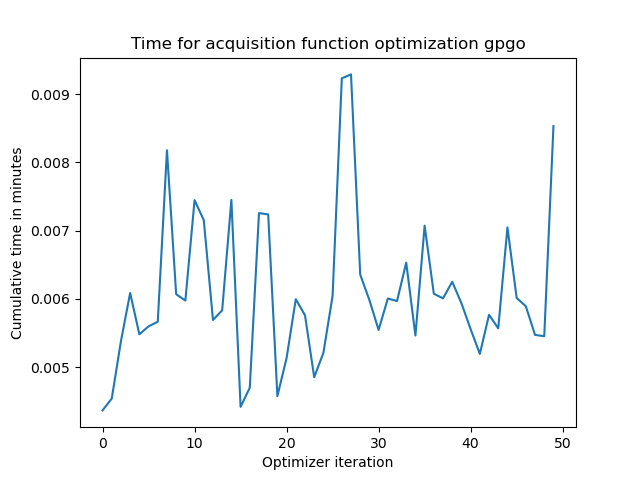 Time for acquisition function optimization gpgo
Cumulative time in minutes
0.009
0.008
0.007
0.006
0.005
0 10 20 30 40 50
Optimizer iteration